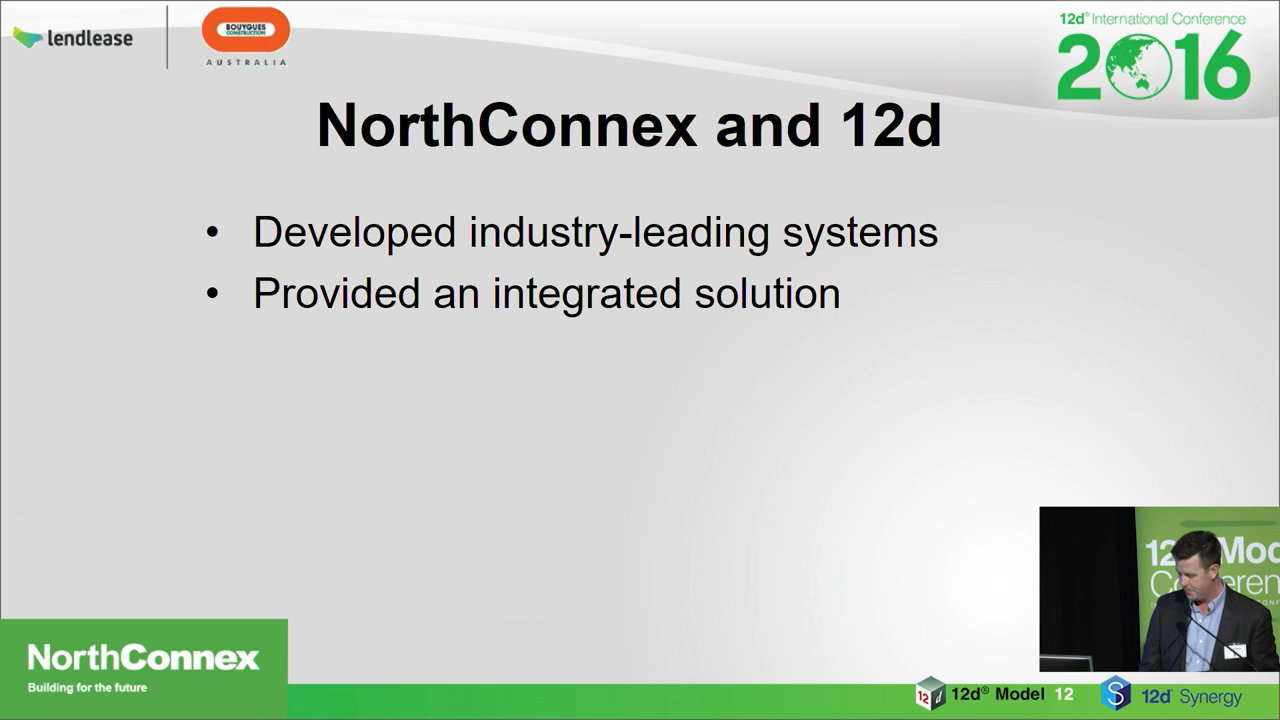 lendlease
BOUYGUES
CONSTRUCTION
AUSTRALIA
12d® International Conference
2016
NorthConnex and 12d
• Developed industry-leading systems
• Provided an integrated solution
NorthConnex
Building for the future
12d® Model 12
12d® Synergy